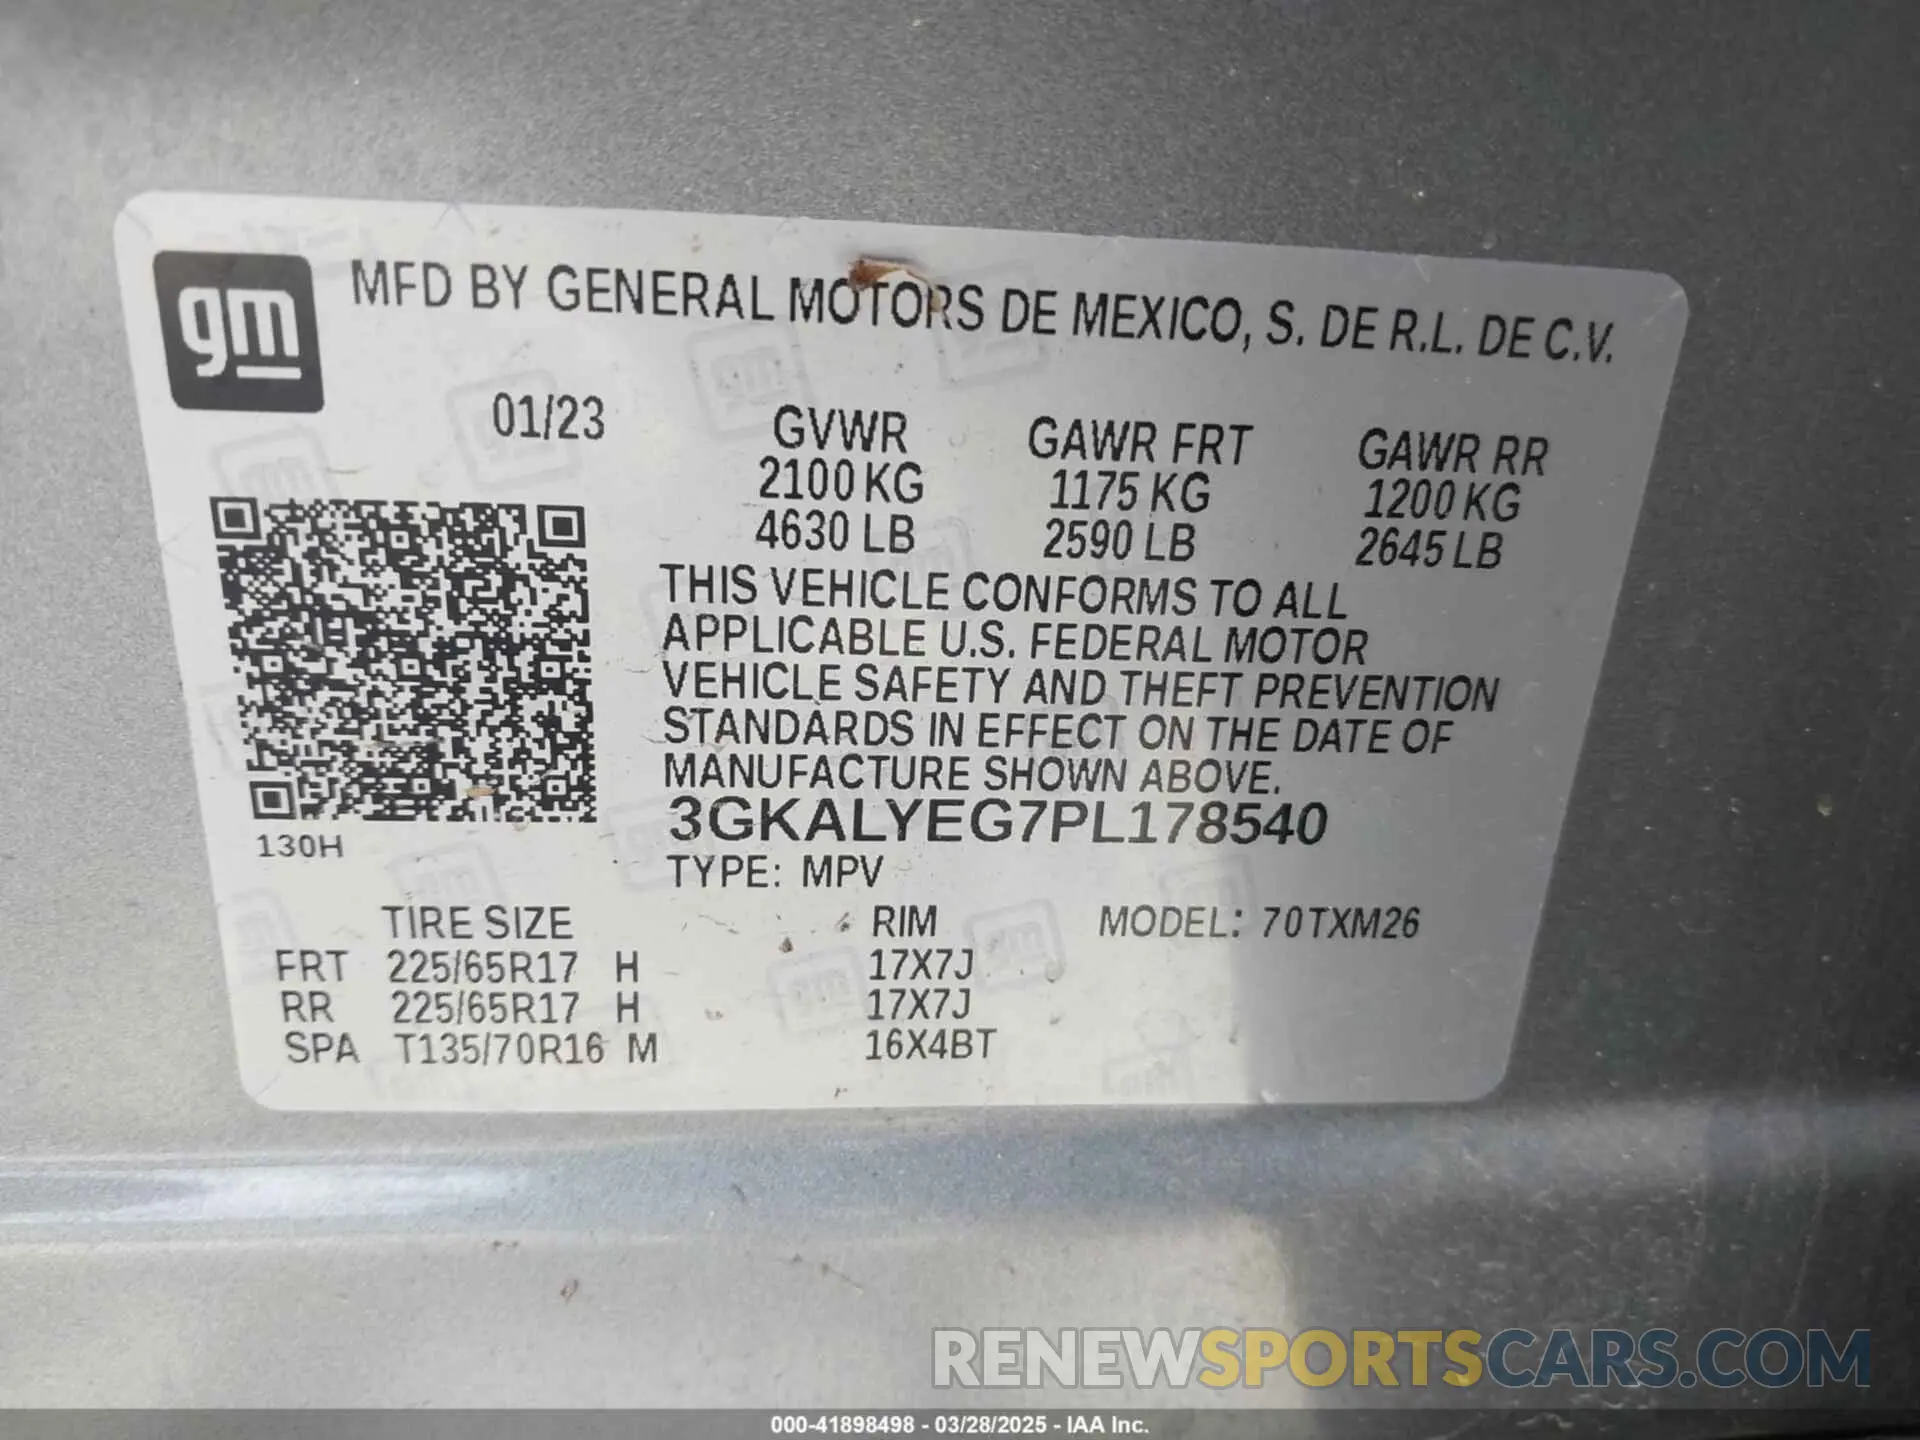 gm
MFD BY GENERAL MOTORS DE MEXICO, S. DE R.L. DE C.V.
01/23
GVWR GAWR FRT GAWR RR
2100 KG 1175 KG 1200 KG
4630 LB 2590 LB 2645 LB
THIS VEHICLE CONFORMS TO ALL
APPLICABLE U.S. FEDERAL MOTOR
VEHICLE SAFETY AND THEFT PREVENTION
STANDARDS IN EFFECT ON THE DATE OF
MANUFACTURE SHOWN ABOVE.
3GKALYEG7PL178540
130H
TYPE: MPV
TIRE SIZE RIM MODEL: 70TXM26
FRT 225/65R17 H 17X7J
RR 225/65R17 H 17X7J
SPA T135/70R16 M 16X4BT
RENEWSPORTSCARS.COM
000-41898498 - 03/28/2025 - IAA Inc.